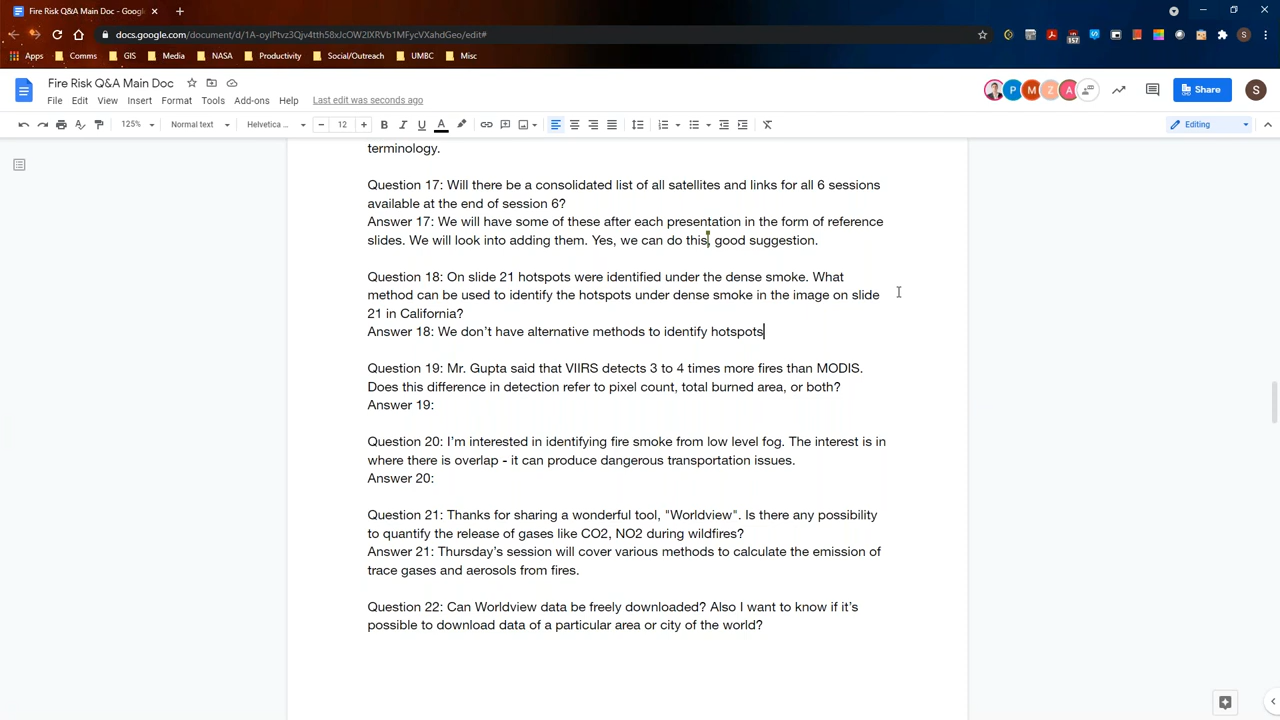 Fire Risk Q&A Main Doc - Googl
docs.google.com/document/d/1A-oyIPtvz3Qjv4tth58xJcOW2IXRVb1MFycVXahdGeo/edit#
157
S
Apps Comms GIS Media NASA Productivity Social/Outreach UMBC Misc
Fire Risk Q&A Main Doc
File Edit View Insert Format Tools Add-ons Help Last edit was seconds ago
P M Z A Share S
125% Normal text Helvetica ... 12 B I U A Editing
terminology.
Question 17: Will there be a consolidated list of all satellites and links for all 6 sessions
available at the end of session 6?
Answer 17: We will have some of these after each presentation in the form of reference
slides. We will look into adding them. Yes, we can do this, good suggestion.
Question 18: On slide 21 hotspots were identified under the dense smoke. What
method can be used to identify the hotspots under dense smoke in the image on slide
21 in California?
Answer 18: We don't have alternative methods to identify hotspots
Question 19: Mr. Gupta said that VIIRS detects 3 to 4 times more fires than MODIS.
Does this difference in detection refer to pixel count, total burned area, or both?
Answer 19:
Question 20: I'm interested in identifying fire smoke from low level fog. The interest is in
where there is overlap - it can produce dangerous transportation issues.
Answer 20:
Question 21: Thanks for sharing a wonderful tool, "Worldview". Is there any possibility
to quantify the release of gases like CO2, NO2 during wildfires?
Answer 21: Thursday's session will cover various methods to calculate the emission of
trace gases and aerosols from fires.
Question 22: Can Worldview data be freely downloaded? Also I want to know if it's
possible to download data of a particular area or city of the world?